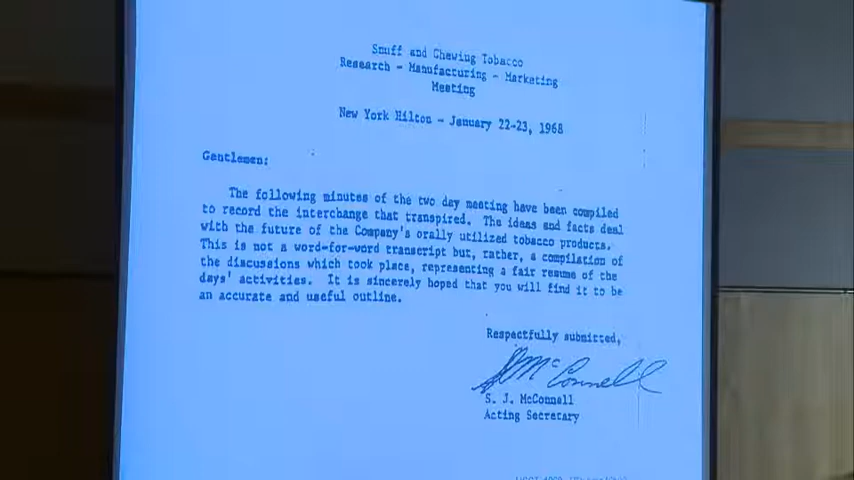 Snuff and Chewing Tobacco
Research - Manufacturing - Marketing
Meeting
New York Hilton - January 22-23, 1968
Gentlemen:
The following minutes of the two day meeting have been compiled
to record the interchange that transpired. The ideas and facts deal
with the future of the Company's orally utilized tobacco products.
This is not a word-for-word transcript but, rather, a compilation of
the discussions which took place, representing a fair resume of the
days' activities. It is sincerely hoped that you will find it to be
an accurate and useful outline.
Respectfully submitted,
SJ McConnell
S. J. McConnell
Acting Secretary